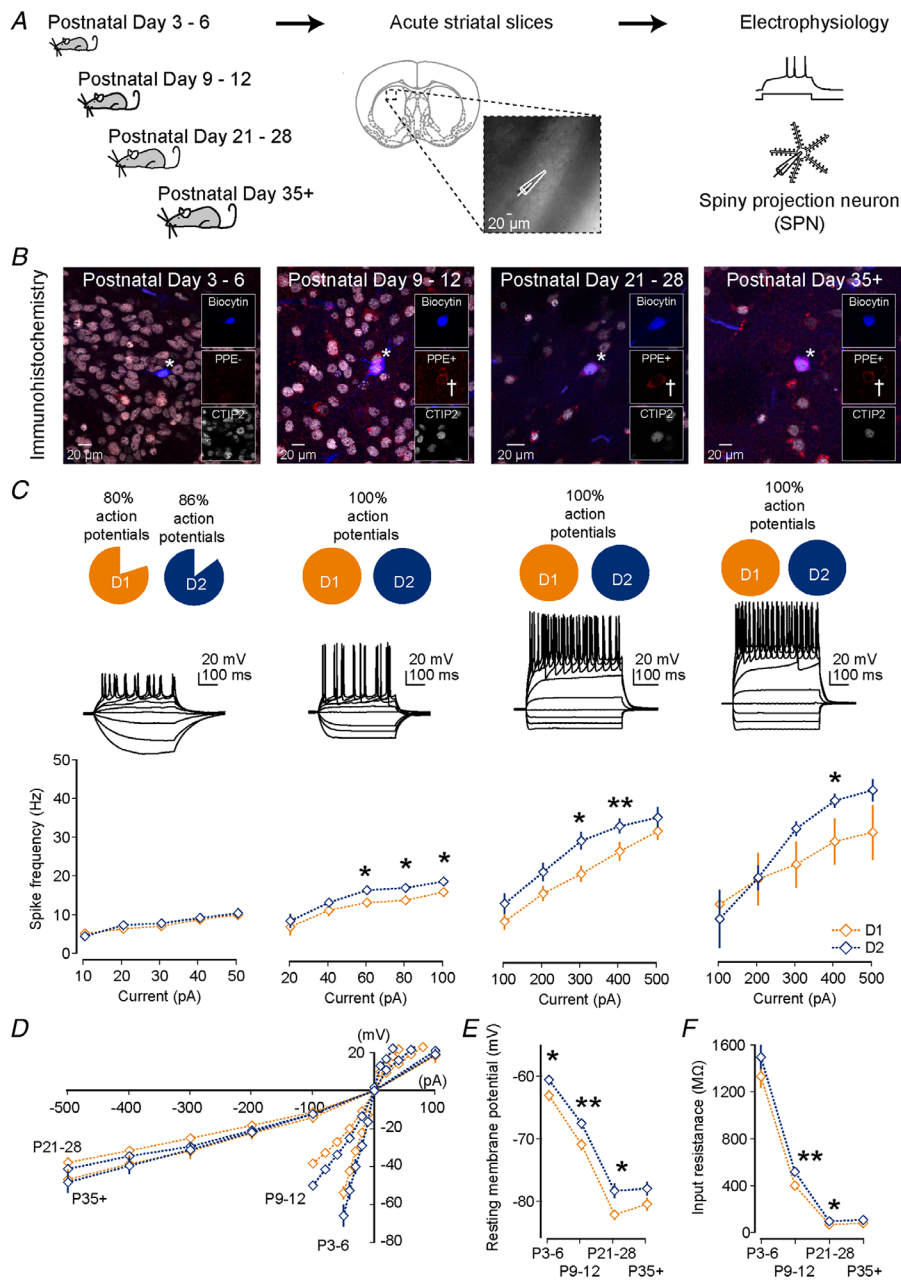 A
Postnatal Day 3 - 6
Acute striatal slices
Electrophysiology
Postnatal Day 9 - 12
Postnatal Day 21 - 28
Postnatal Day 35+
20 µm
Spiny projection neuron
(SPN)
B
Immunohistochemistry
Postnatal Day 3 - 6
Biocytin
PPE-
CTIP2
20 µm
Postnatal Day 9 - 12
Biocytin
PPE+
†
CTIP2
20 µm
*
Postnatal Day 21 - 28
Biocytin
PPE+
†
CTIP2
20 µm
*
Postnatal Day 35+
Biocytin
PPE+
†
CTIP2
20 µm
*
*
C
80%
action
potentials
86%
action
potentials
100%
action
potentials
100%
action
potentials
100%
action
potentials
D1
D2
D1
D2
D1
D2
D1
D2
20 mV
100 ms
20 mV
100 ms
20 mV
100 ms
20 mV
100 ms
Spike frequency (Hz)
50
40
30
20
10
0
10 20 30 40 50
Current (pA)
* * *
20 40 60 80 100
Current (pA)
* **
100 200 300 400 500
Current (pA)
*
D1
D2
100 200 300 400 500
Current (pA)
D
(mV)
20
(pA)
-500 -400 -300 -200 -100 100
-20
-40
-60
-80
P21-28
P35+
P9-12
P3-6
E
Resting membrane potential (mV)
-60
-70
-80
*
**
*
P3-6 P21-28
P9-12 P35+
F
Input resistanace (MΩ)
1600
1200
800
400
0
**
*
P3-6 P21-28
P9-12 P35+